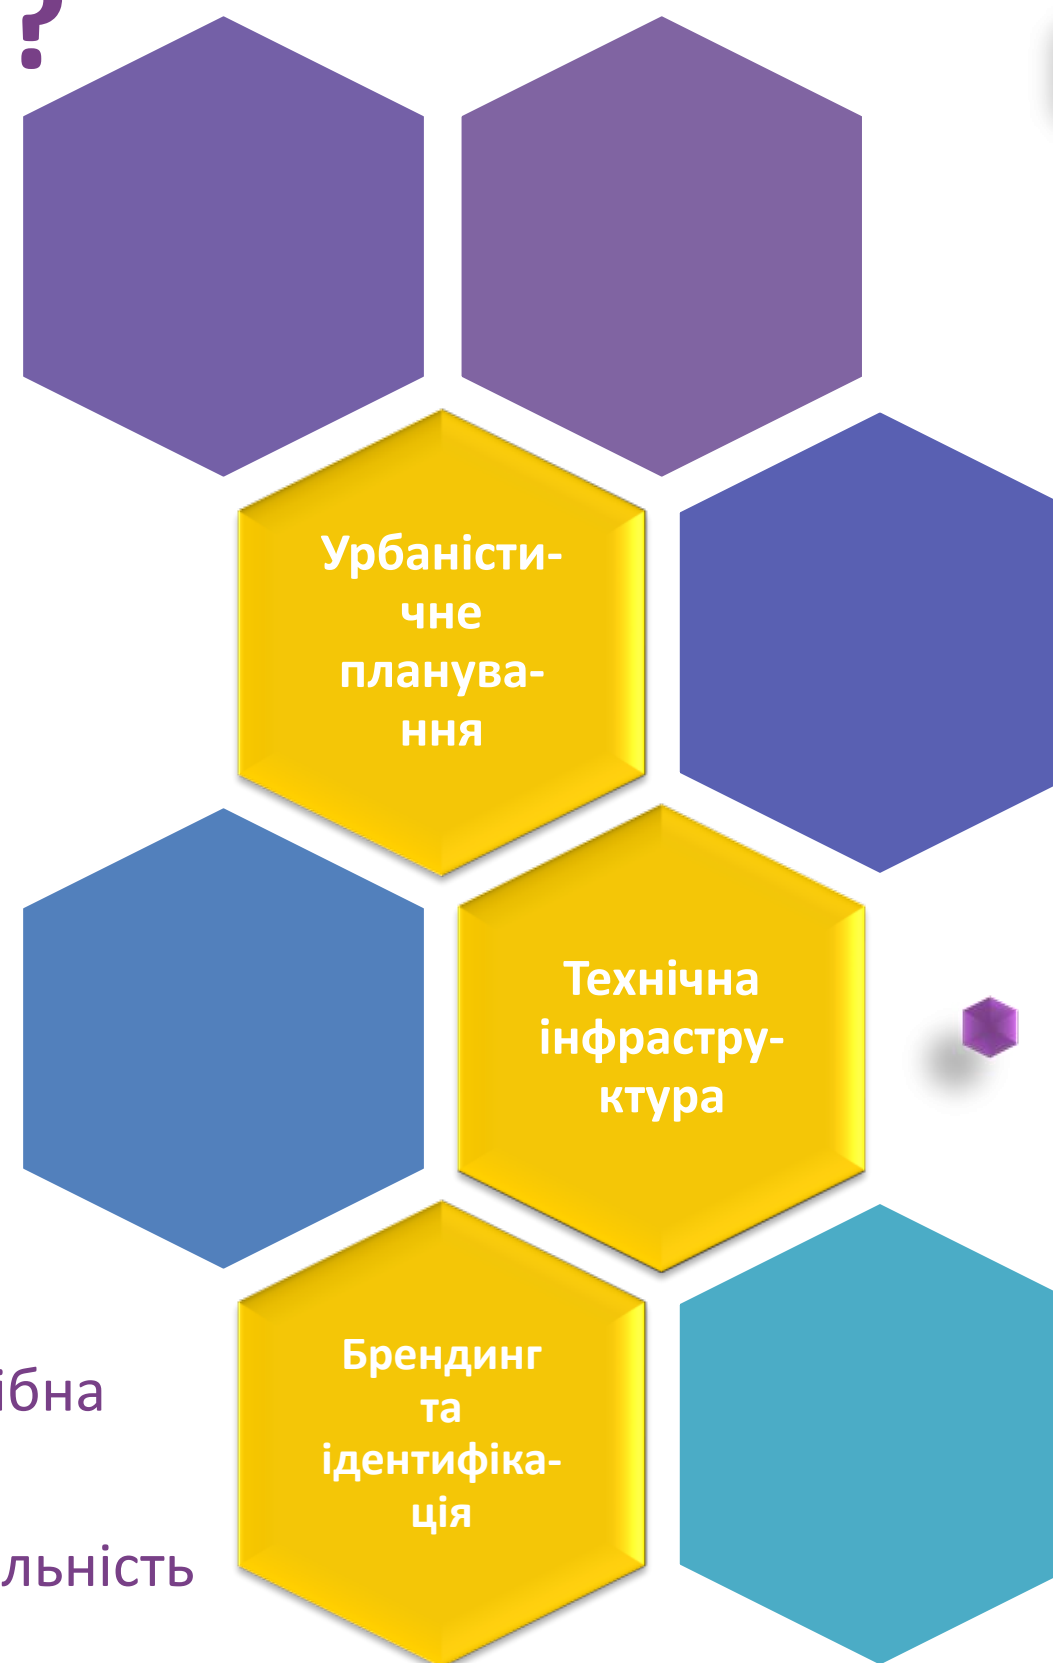 ?
Урбаністи-
чне
планува-
ння
Технічна
інфрастру-
ктура
Брендинг
та
ідентифіка-
ція
ібна
льність